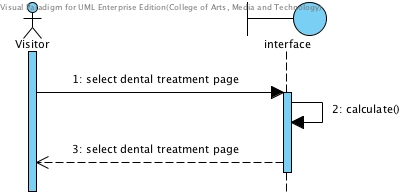 Visual Paradigm for UML Enterprise Edition(College of Arts, Media and Technology)
Visitor
interface
1: select dental treatment page
2: calculate()
3: select dental treatment page